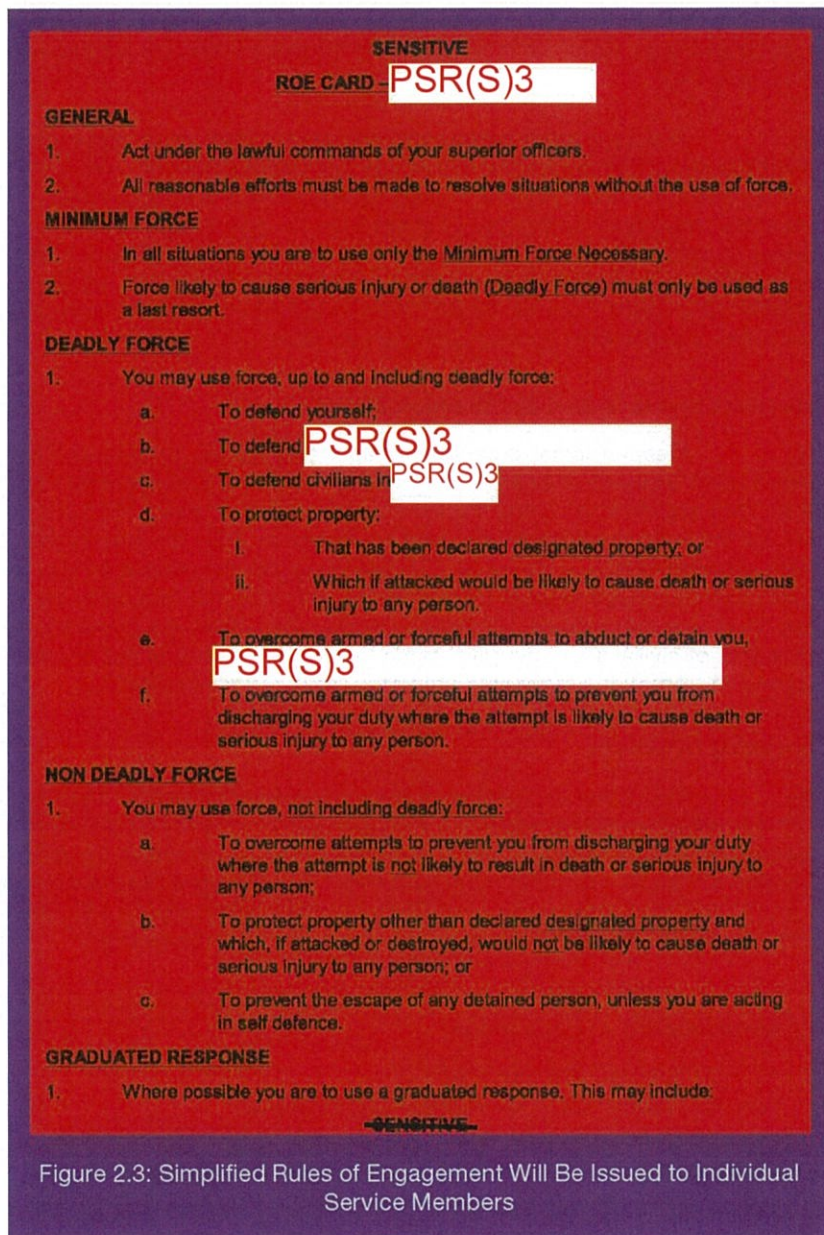 SENSITIVE
ROE CARD – PSR(S)3
GENERAL
1. Act under the lawful commands of your superior officers.
2. All reasonable efforts must be made to resolve situations without the use of force.
MINIMUM FORCE
1. In all situations you are to use only the Minimum Force Necessary.
2. Force likely to cause serious injury or death (Deadly Force) must only be used as
a last resort.
DEADLY FORCE
1. You may use force, up to and including deadly force:
a. To defend yourself;
b. To defend PSR(S)3
c. To defend civilians in PSR(S)3
d. To protect property:
i. That has been declared designated property; or
ii. Which if attacked would be likely to cause death or serious
injury to any person.
e. To overcome armed or forceful attempts to abduct or detain you,
PSR(S)3
f. To overcome armed or forceful attempts to prevent you from
discharging your duty where the attempt is likely to cause death or
serious injury to any person.
NON DEADLY FORCE
1. You may use force, not including deadly force:
a. To overcome attempts to prevent you from discharging your duty
where the attempt is not likely to result in death or serious injury to
any person;
b. To protect property other than declared designated property and
which, if attacked or destroyed, would not be likely to cause death or
serious injury to any person; or
c. To prevent the escape of any detained person, unless you are acting
in self defence.
GRADUATED RESPONSE
1. Where possible you are to use a graduated response. This may include:
SENSITIVE
Figure 2.3: Simplified Rules of Engagement Will Be Issued to Individual
Service Members